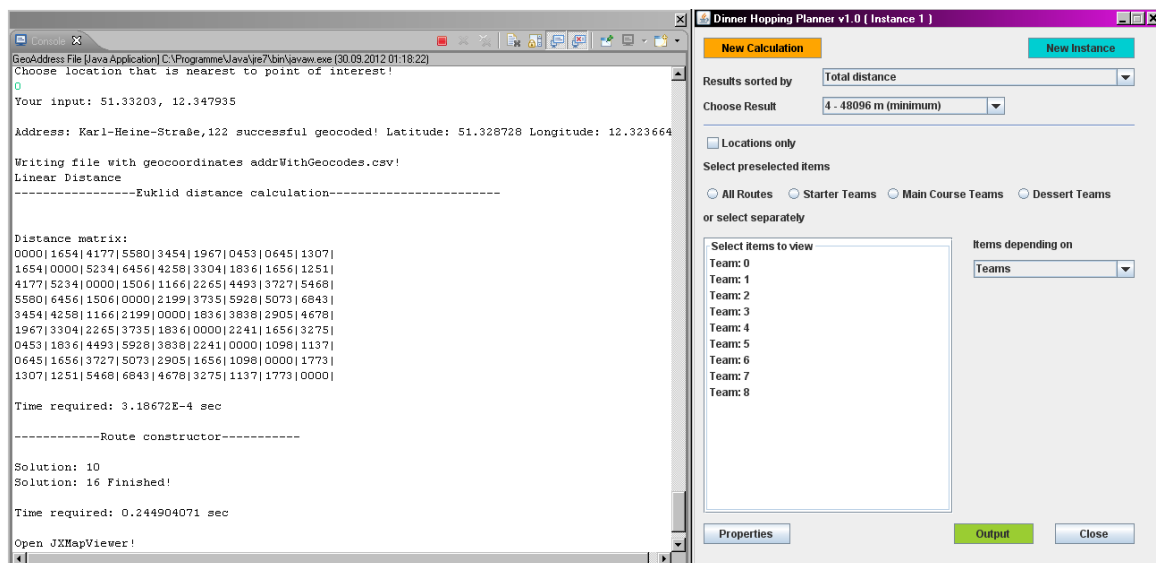 Console
GeoAddress File [Java Application] C:\Programme\Java\jre7\bin\javaw.exe (30.09.2012 01:18:22)
Choose location that is nearest to point of interest!
0
Your input: 51.33203, 12.347935
Address: Karl-Heine-Straße,122 successful geocoded! Latitude: 51.328728 Longitude: 12.323664
Writing file with geocoordinates addrWithGeocodes.csv!
Linear Distance
-----------------Euklid distance calculation------------------------
Distance matrix:
0000|1654|4177|5580|3454|1967|0453|0645|1307|
1654|0000|5234|6456|4258|3304|1836|1656|1251|
4177|5234|0000|1506|1166|2265|4493|3727|5468|
5580|6456|1506|0000|2199|3735|5928|5073|6843|
3454|4258|1166|2199|0000|1836|3838|2905|4678|
1967|3304|2265|3735|1836|0000|2241|1656|3275|
0453|1836|4493|5928|3838|2241|0000|1098|1137|
0645|1656|3727|5073|2905|1656|1098|0000|1773|
1307|1251|5468|6843|4678|3275|1137|1773|0000|
Time required: 3.18672E-4 sec
------------Route constructor-----------
Solution: 10
Solution: 16 Finished!
Time required: 0.244904071 sec
Open JXMapViewer!
Dinner Hopping Planner v1.0 ( Instance 1 )
New Calculation
New Instance
Results sorted by
Total distance
Choose Result
4 - 48096 m (minimum)
Locations only
Select preselected items
All Routes
Starter Teams
Main Course Teams
Dessert Teams
or select separately
Select items to view
Team: 0
Team: 1
Team: 2
Team: 3
Team: 4
Team: 5
Team: 6
Team: 7
Team: 8
Items depending on
Teams
Properties
Output
Close